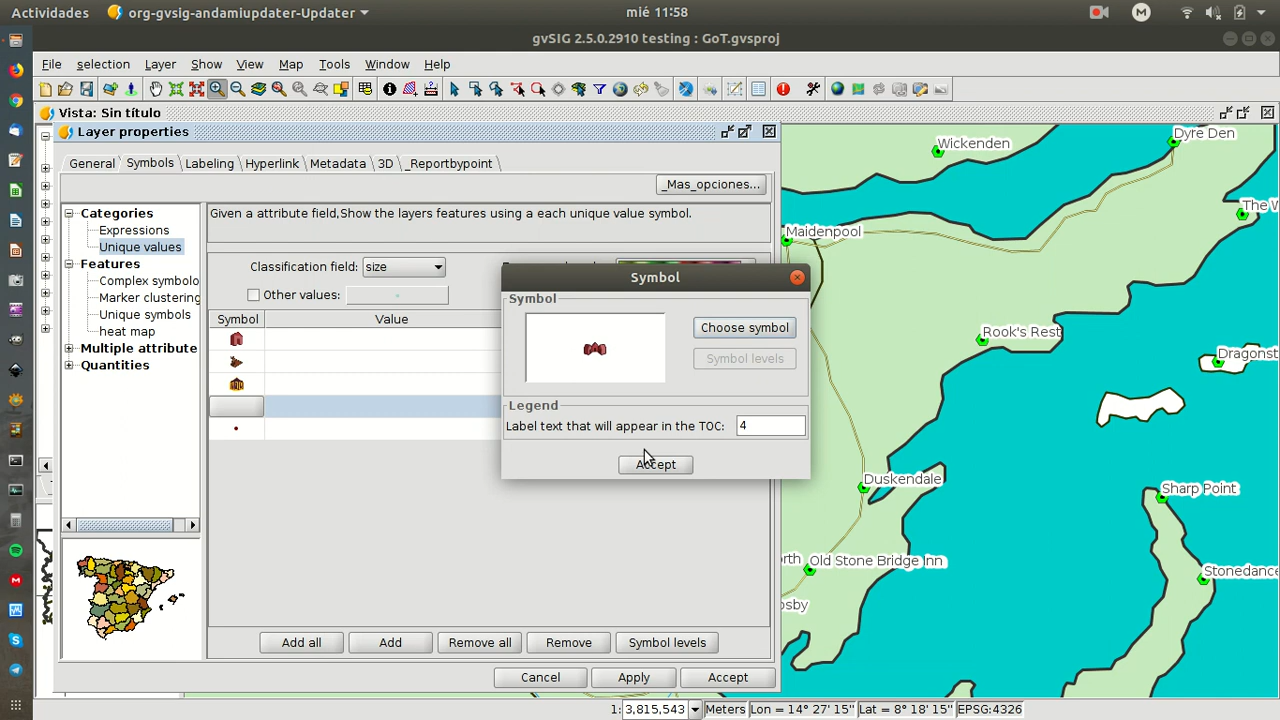 Actividades org-gvsig-andamiupdater-Updater mié 11:58 M
gvSIG 2.5.0.2910 testing : GoT.gvsproj
File selection Layer Show View Map Tools Window Help
Vista: Sin título
Layer properties
General Symbols Labeling Hyperlink Metadata 3D _Reportbypoint
_Mas_opciones...
Categories
Expressions
Unique values
Features
Complex symbolo
Marker clustering
Unique symbols
heat map
Multiple attribute
Quantities
Given a attribute field,Show the layers features using a each unique value symbol.
Classification field: size
Other values:
Symbol Value
Symbol
Symbol
Choose symbol
Symbol levels
Legend
Label text that will appear in the TOC: 4
Accept
Add all Add Remove all Remove Symbol levels
Cancel Apply Accept
Wickenden
Dyre Den
The W
Maidenpool
Rook's Rest
Dragonst
Duskendale
Sharp Point
rth
Old Stone Bridge Inn
Stonedance
osby
1: 3,815,543 Meters Lon = 14° 27' 15" Lat = 8° 18' 15" EPSG:4326